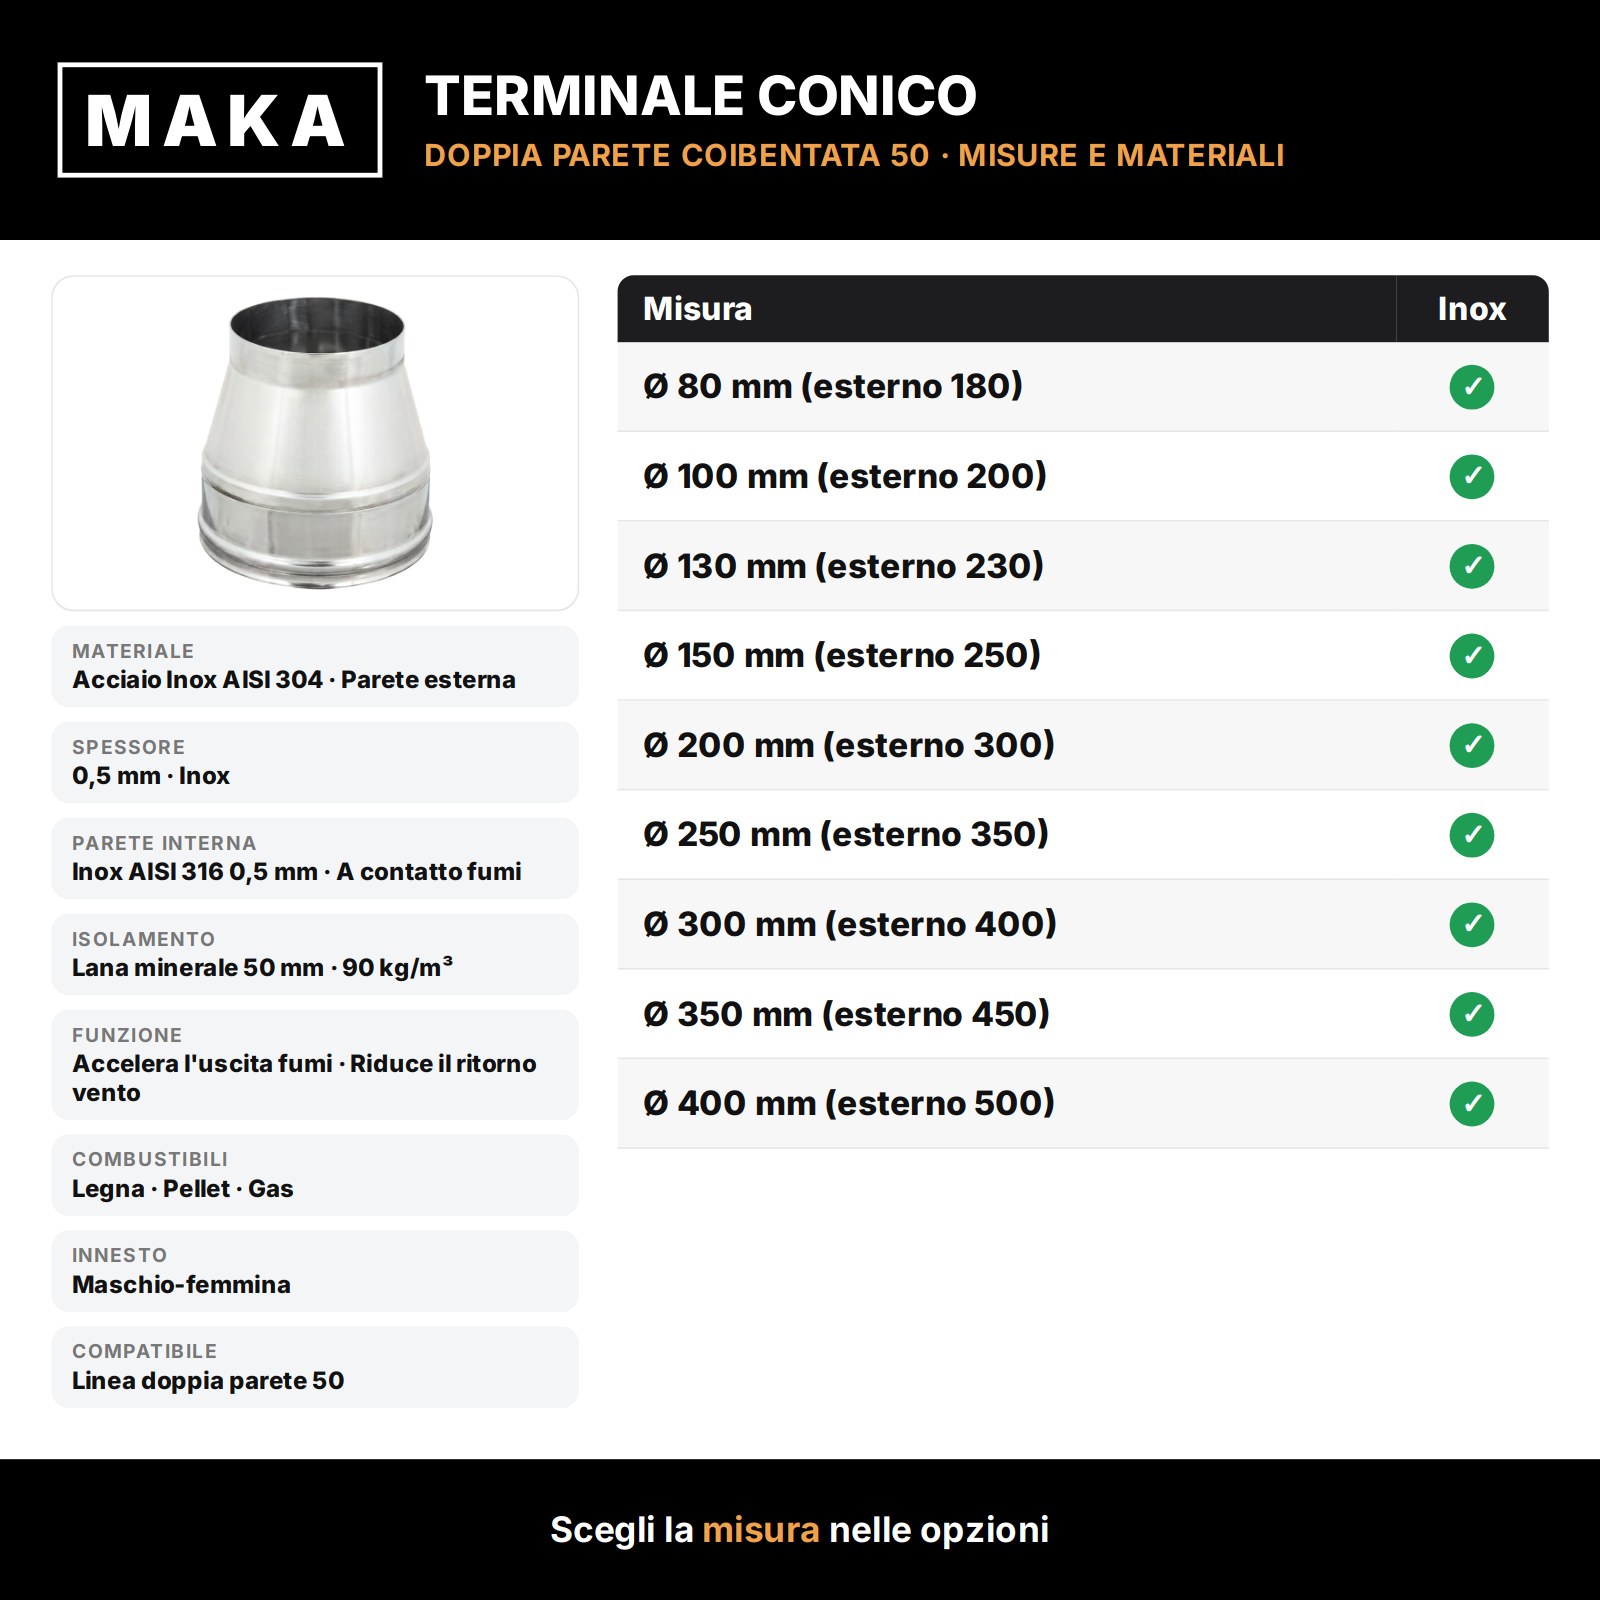 MAKA
TERMINALE CONICO
DOPPIA PARETE COIBENTATA 50 · MISURE E MATERIALI
MATERIALE
Acciaio Inox AISI 304 · Parete esterna
SPESSORE
0,5 mm · Inox
PARETE INTERNA
Inox AISI 316 0,5 mm · A contatto fumi
ISOLAMENTO
Lana minerale 50 mm · 90 kg/m³
FUNZIONE
Accelera l'uscita fumi · Riduce il ritorno
vento
COMBUSTIBILI
Legna · Pellet · Gas
INNESTO
Maschio-femmina
COMPATIBILE
Linea doppia parete 50
Misura Inox
Ø 80 mm (esterno 180) ✓
Ø 100 mm (esterno 200) ✓
Ø 130 mm (esterno 230) ✓
Ø 150 mm (esterno 250) ✓
Ø 200 mm (esterno 300) ✓
Ø 250 mm (esterno 350) ✓
Ø 300 mm (esterno 400) ✓
Ø 350 mm (esterno 450) ✓
Ø 400 mm (esterno 500) ✓
Scegli la misura nelle opzioni